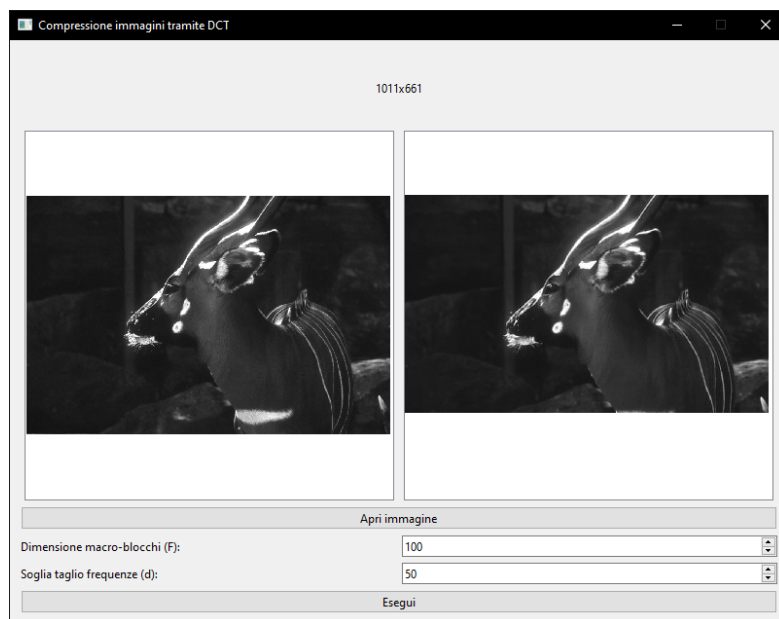 Compressione immagini tramite DCT
1011x661
Apri immagine
Dimensione macro-blocchi (F):
100
Soglia taglio frequenze (d):
50
Esegui